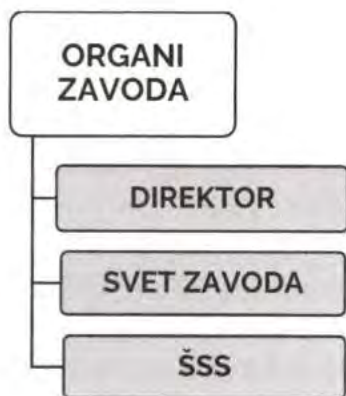 ORGANI
ZAVODA
DIREKTOR
SVET ZAVODA
ŠSS